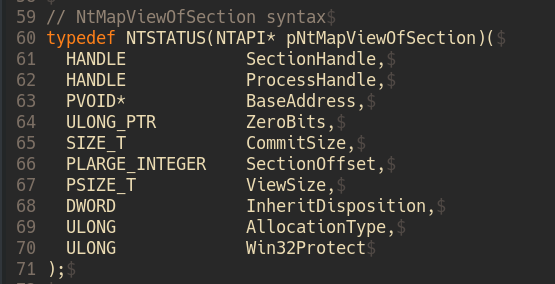 59 // NtMapViewOfSection syntax$
60 typedef NTSTATUS(NTAPI* pNtMapViewOfSection)($
61   HANDLE            SectionHandle,$
62   HANDLE            ProcessHandle,$
63   PVOID*            BaseAddress,$
64   ULONG_PTR         ZeroBits,$
65   SIZE_T            CommitSize,$
66   PLARGE_INTEGER    SectionOffset,$
67   PSIZE_T           ViewSize,$
68   DWORD             InheritDisposition,$
69   ULONG             AllocationType,$
70   ULONG             Win32Protect$
71 );$